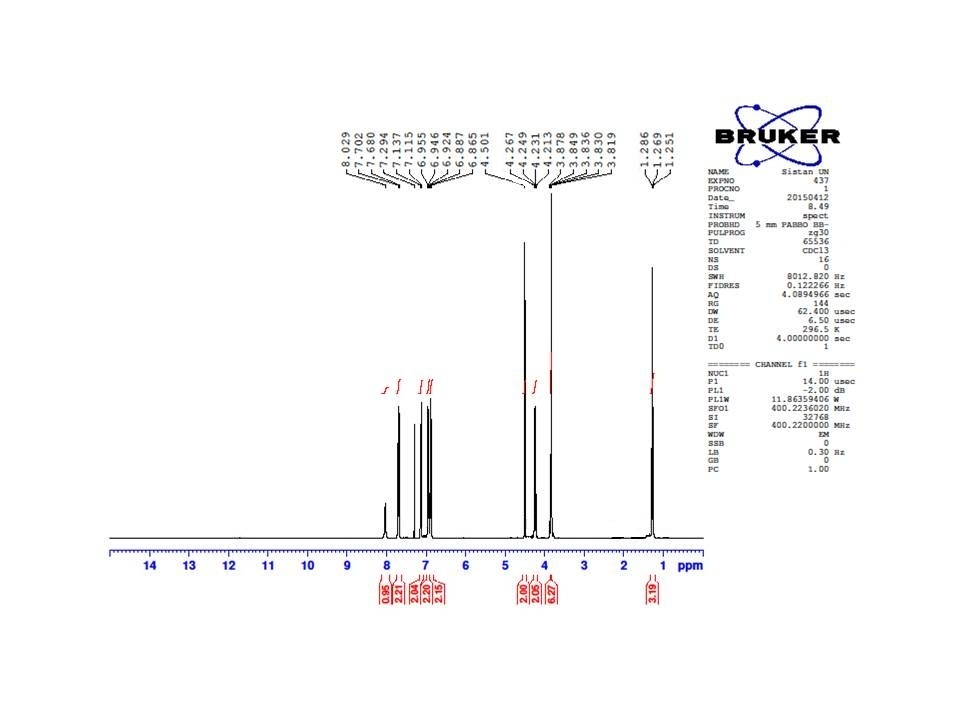 8.029
7.702
7.680
7.294
7.137
7.115
6.955
6.946
6.924
6.887
6.865
4.501
4.267
4.249
4.231
4.213
3.878
3.849
3.836
3.830
3.819
1.286
1.269
1.251
BRUKER
NAME Sistan UN
EXPNO 437
PROCNO 1
Date_ 20150412
Time 8.49
INSTRUM spect
PROBHD 5 mm PABBO BB-
PULPROG zg30
TD 65536
SOLVENT CDCl3
NS 16
DS 0
SWH 8012.820 Hz
FIDRES 0.122266 Hz
AQ 4.0894966 sec
RG 144
DW 62.400 usec
DE 6.50 usec
TE 296.5 K
D1 4.00000000 sec
TD0 1
======== CHANNEL f1 ========
NUC1 1H
P1 14.00 usec
PL1 -2.00 dB
PL1W 11.86359406 W
SFO1 400.2236020 MHz
SI 32768
SF 400.2200000 MHz
WDW EM
SSB 0
LB 0.30 Hz
GB 0
PC 1.00
14 13 12 11 10 9 8 7 6 5 4 3 2 1 ppm
0.95
2.21
2.04
2.20
2.15
2.00
2.05
6.27
3.19